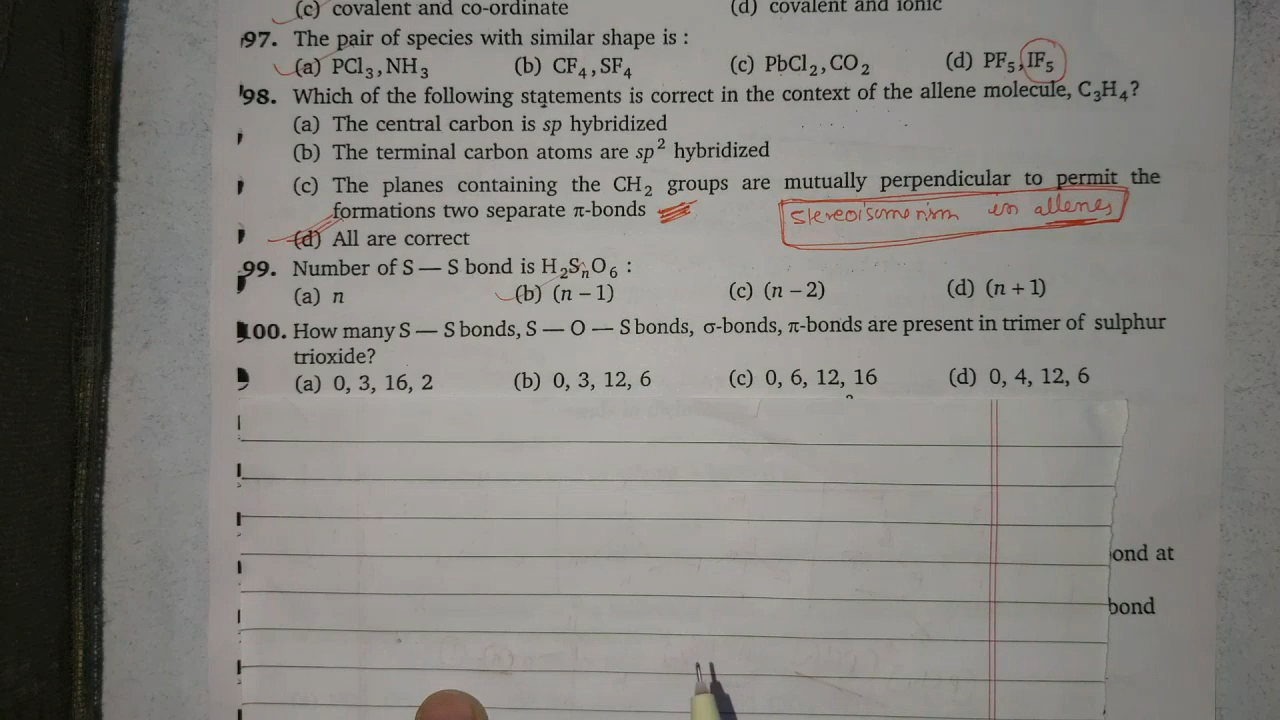 (c) covalent and co-ordinate (d) covalent and ionic
97. The pair of species with similar shape is :
(a) PCl₃, NH₃ (b) CF₄, SF₄ (c) PbCl₂, CO₂ (d) PF₅, IF₅
98. Which of the following statements is correct in the context of the allene molecule, C₃H₄?
(a) The central carbon is sp hybridized
(b) The terminal carbon atoms are sp² hybridized
(c) The planes containing the CH₂ groups are mutually perpendicular to permit the
formations two separate π-bonds
stereoisomerism in allenes
(d) All are correct
99. Number of S — S bond is H₂SₙO₆ :
(a) n (b) (n – 1) (c) (n – 2) (d) (n + 1)
100. How many S — S bonds, S — O — S bonds, σ-bonds, π-bonds are present in trimer of sulphur
trioxide?
(a) 0, 3, 16, 2 (b) 0, 3, 12, 6 (c) 0, 6, 12, 16 (d) 0, 4, 12, 6
ond at
bond